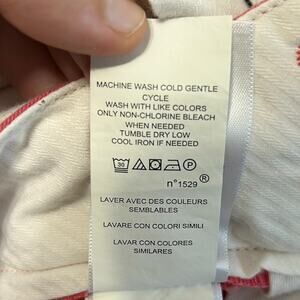 MACHINE WASH COLD GENTLE
CYCLE
WASH WITH LIKE COLORS
ONLY NON-CHLORINE BLEACH
WHEN NEEDED
TUMBLE DRY LOW
COOL IRON IF NEEDED
30 P
n°1529 ®
LAVER AVEC DES COULEURS
SEMBLABLES
LAVARE CON COLORI SIMILI
LAVAR CON COLORES
SIMILARES